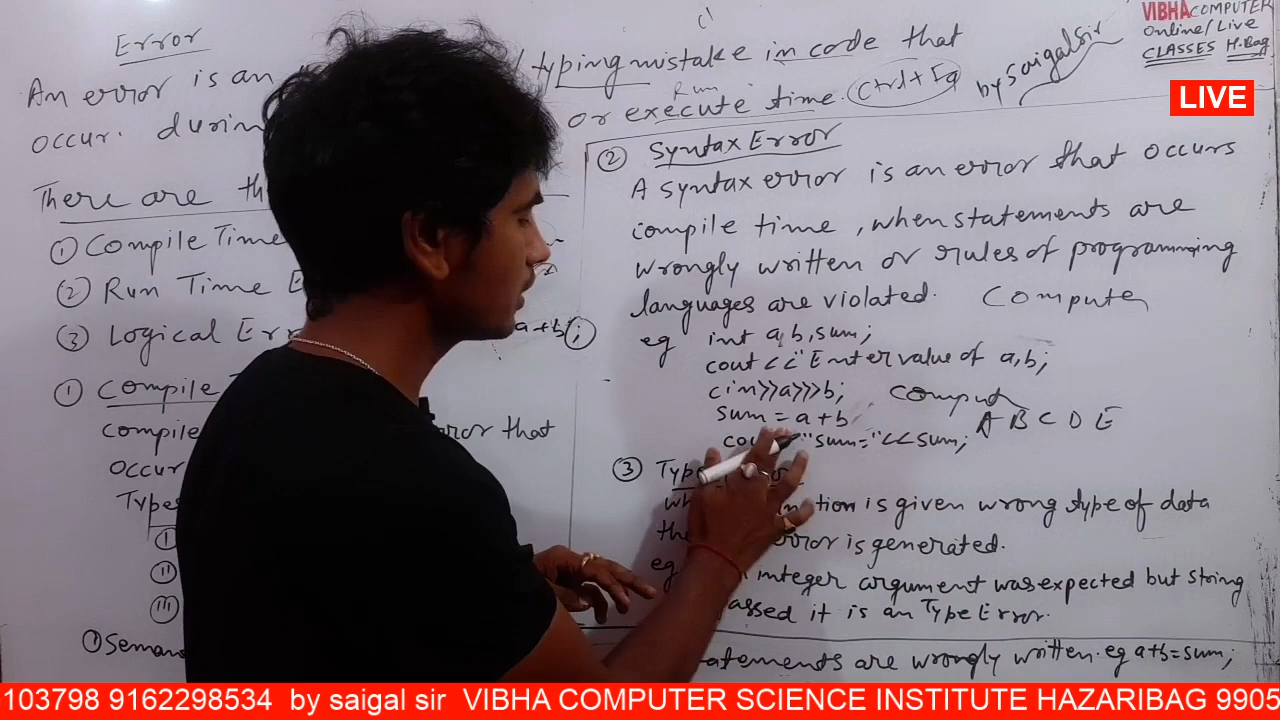 Error
An error is an typing mistake in code that
occur. during or execute time. Ctrl+F9
Run
by Saigal sir
VIBHA COMPUTER
Online/Live
CLASSES H.Bag
LIVE
There are th
① Compile Time
② Run Time E
③ Logical Err
a+b;
① Compile T
compile ror that
occur
Types
①
②
③
① Seman
② Syntax Error
A syntax error is an error that occurs
compile time, when statements are
wrongly written or rules of programming
languages are violated. Compute
eg int a,b,sum;
cout<<"Enter value of a,b;
cin>>a>>>b;
sum = a+b
"sum="<<sum;
A B C D E
③ Type
is given wrong type of data
error is generated.
eg integer argument was expected but string
passed it is an Type Error.
statements are wrongly written. eg a+b=sum;
103798 9162298534 by saigal sir VIBHA COMPUTER SCIENCE INSTITUTE HAZARIBAG 9905